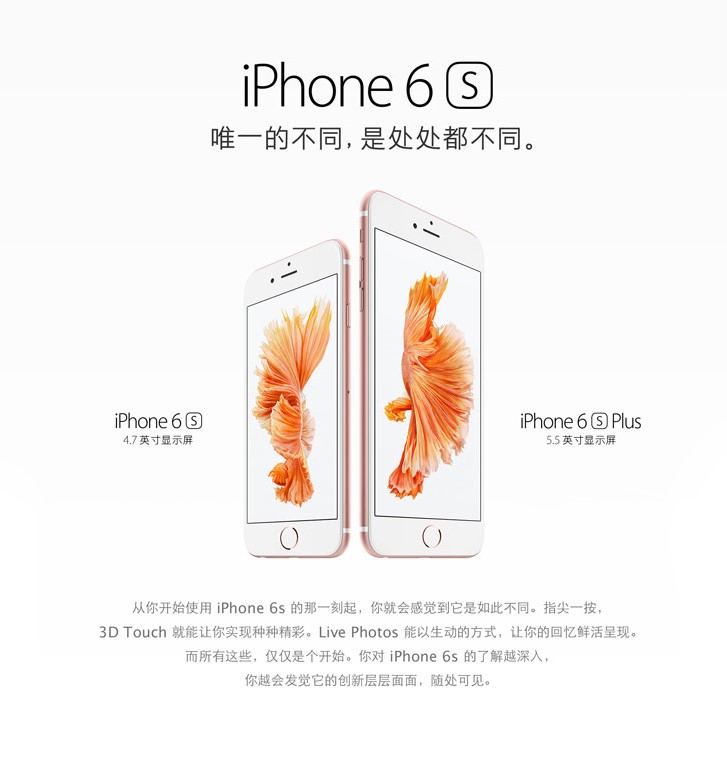 iPhone 6 S
唯一的不同, 是处处都不同。
iPhone 6 S
4.7 英寸显示屏
iPhone 6 S Plus
5.5 英寸显示屏
从你开始使用 iPhone 6s 的那一刻起，你就会感觉到它是如此不同。指尖一按，
3D Touch 就能让你实现种种精彩。Live Photos 能以生动的方式，让你的回忆鲜活呈现。
而所有这些，仅仅是个开始。你对 iPhone 6s 的了解越深入，
你越会发觉它的创新层层面面，随处可见。